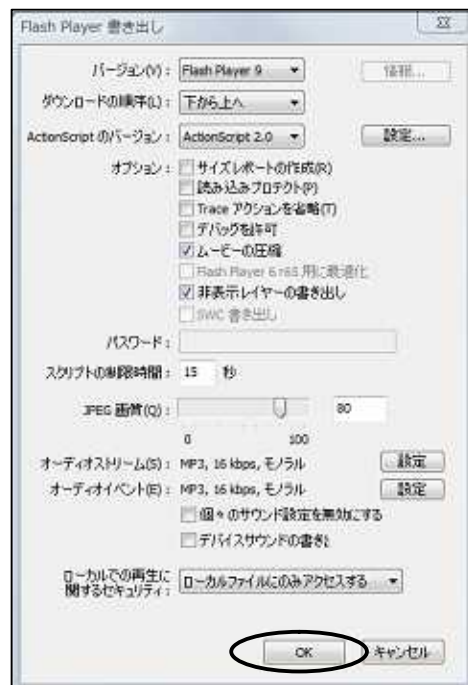 Flash Player 書き出し
バージョン(V)： Flash Player 9 情報...
ダウンロードの順序(L)： 下から上へ
ActionScript のバージョン： ActionScript 2.0 設定...
オプション： サイズレポートの作成(R)
読み込みプロテクト(P)
Trace アクションを省略(T)
デバッグを許可
ムービーの圧縮
Flash Player 6 r65 用に最適化
非表示レイヤーの書き出し
SWC 書き出し
パスワード：
スクリプトの制限時間： 15 秒
JPEG 画質(Q)： 80
0 100
オーディオストリーム(S)： MP3, 16 kbps, モノラル 設定
オーディオイベント(E)： MP3, 16 kbps, モノラル 設定
個々のサウンド設定を無効にする
デバイスサウンドの書き
ローカルでの再生に
関するセキュリティ： ローカルファイルにのみアクセスする
OK キャンセル